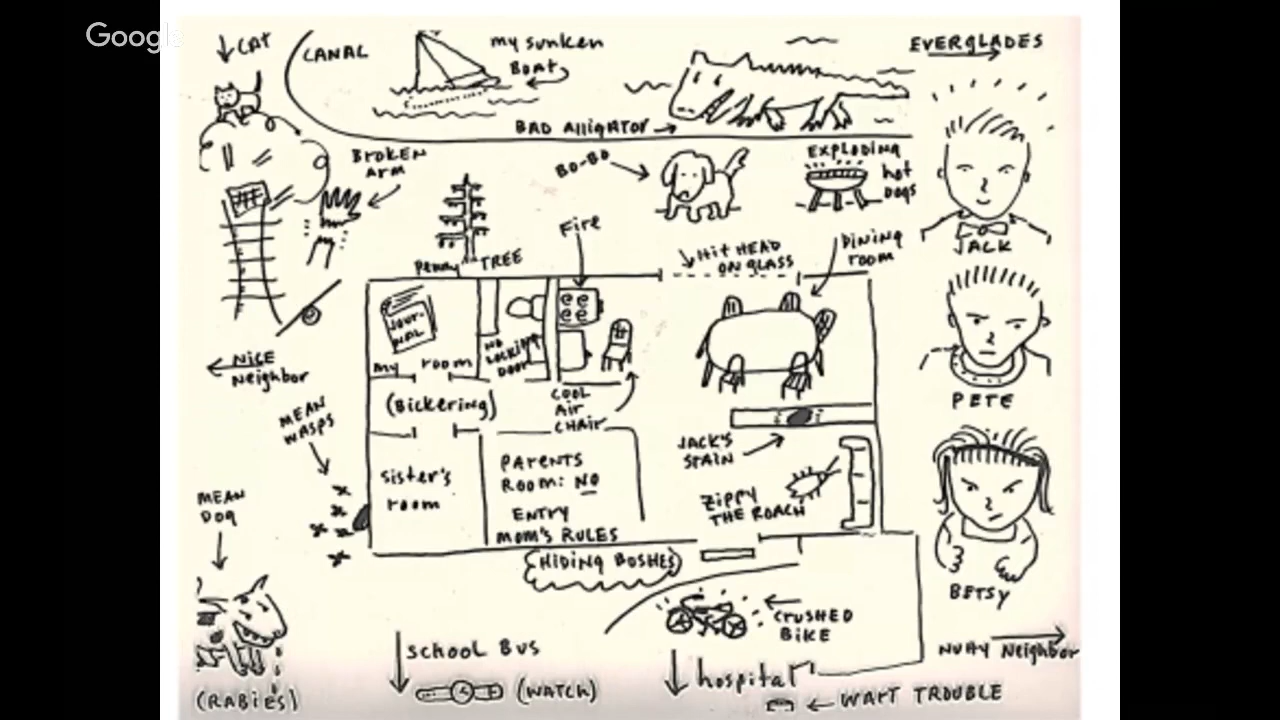 Google
CAT
CANAL
my sunken
BOAT
EVERGLADES
BAD AlligATOR
BROKEN
ARM
BO-BO
EXPLODING
hot
DOGS
JACK
Fire
Hit HEAD
ON GLASS
DINING
ROOM
Penny TREE
JOUR-
NAL
my room
NO
LOCKING
DOOR
NICE
Neighbor
(Bickering)
COOL
AIR
CHAIR
PETE
MEAN
WASPS
JACK'S
STAIN
Sister's
room
PARENTS
ROOM: NO
ENTRY
MOM'S RULES
ZIPPY
THE ROACH
MEAN
DOG
HIDING BUSHES
BETSY
CRUSHED
BIKE
SCHOOL BUS
(WATCH)
hospital
NUTTY Neighbor
WART TROUBLE
(RABIES)